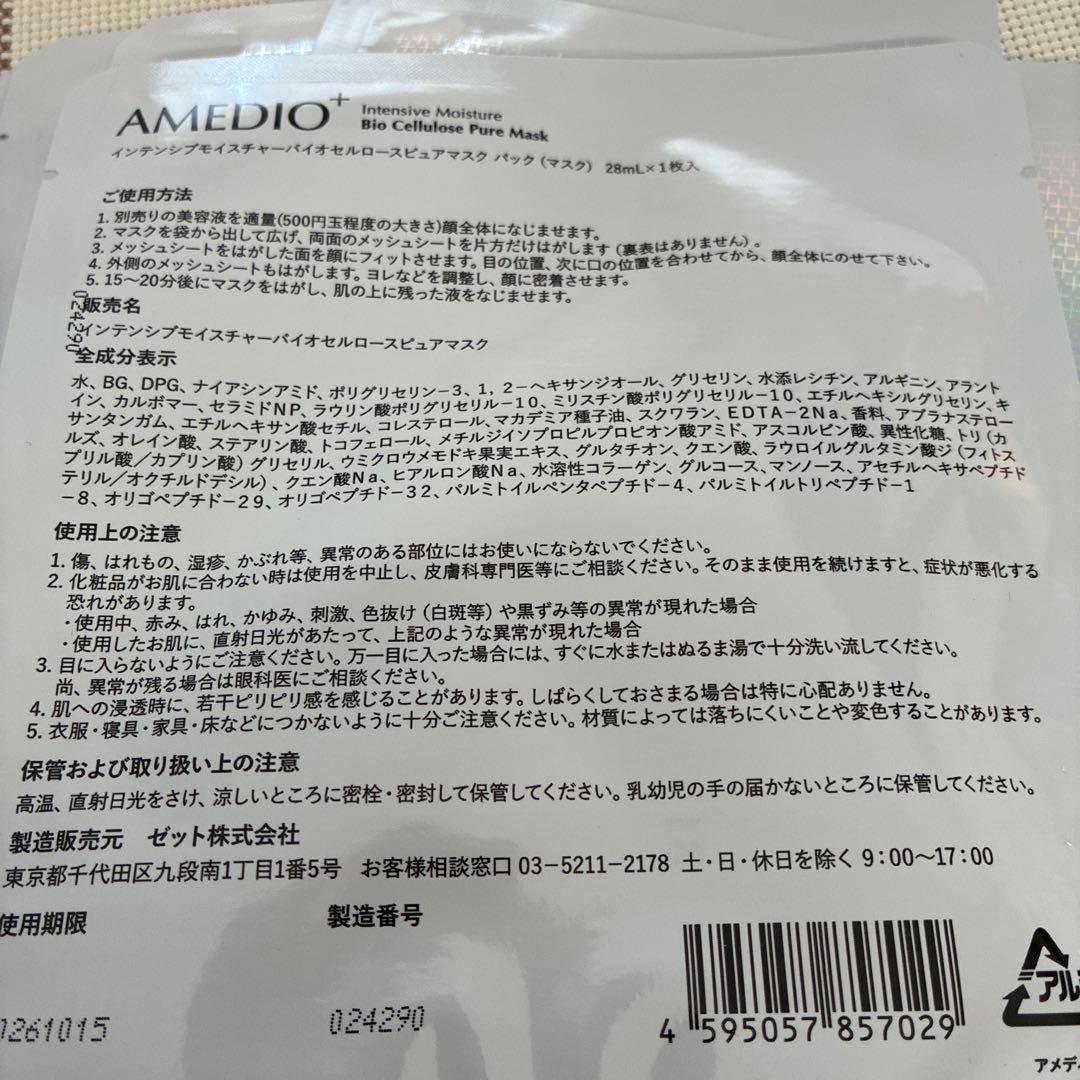 AMEDIO+ Intensive Moisture
Bio Cellulose Pure Mask
インテンシブモイスチャーバイオセルロースピュアマスク パック（マスク） 28mL×1枚入
ご使用方法
1. 別売りの美容液を適量(500円玉程度の大きさ)顔全体になじませます。
2. マスクを袋から出して広げ、両面のメッシュシートを片方だけはがします（裏表はありません）。
3. メッシュシートをはがした面を顔にフィットさせます。目の位置、次に口の位置を合わせてから、顔全体にのせて下さい。
4. 外側のメッシュシートもはがします。ヨレなどを調整し、顔に密着させます。
5. 15〜20分後にマスクをはがし、肌の上に残った液をなじませます。
024290
販売名
インテンシブモイスチャーバイオセルロースピュアマスク
全成分表示
水、BG、DPG、ナイアシンアミド、ポリグリセリン－3、1，2－ヘキサンジオール、グリセリン、水添レシチン、アルギニン、アラント
イン、カルボマー、セラミドNP、ラウリン酸ポリグリセリル－10、ミリスチン酸ポリグリセリル－10、エチルヘキシルグリセリン、キ
サンタンガム、エチルヘキサン酸セチル、コレステロール、マカデミア種子油、スクワラン、EDTA－2Na、香料、アブラナステロー
ルズ、オレイン酸、ステアリン酸、トコフェロール、メチルジイソプロピルプロピオン酸アミド、アスコルビン酸、異性化糖、トリ（カ
プリル酸／カプリン酸）グリセリル、ウミクロウメモドキ果実エキス、グルタチオン、クエン酸、ラウロイルグルタミン酸ジ（フィトス
テリル／オクチルドデシル）、クエン酸Na、ヒアルロン酸Na、水溶性コラーゲン、グルコース、マンノース、アセチルヘキサペプチド
－8、オリゴペプチド－29、オリゴペプチド－32、パルミトイルペンタペプチド－4、パルミトイルトリペプチド－1
使用上の注意
1. 傷、はれもの、湿疹、かぶれ等、異常のある部位にはお使いにならないでください。
2. 化粧品がお肌に合わない時は使用を中止し、皮膚科専門医等にご相談ください。そのまま使用を続けますと、症状が悪化する
恐れがあります。
・使用中、赤み、はれ、かゆみ、刺激、色抜け（白斑等）や黒ずみ等の異常が現れた場合
・使用したお肌に、直射日光があたって、上記のような異常が現れた場合
3. 目に入らないようにご注意ください。万一目に入った場合には、すぐに水またはぬるま湯で十分洗い流してください。
尚、異常が残る場合は眼科医にご相談ください。
4. 肌への浸透時に、若干ピリピリ感を感じることがあります。しばらくしておさまる場合は特に心配ありません。
5. 衣服・寝具・家具・床などにつかないように十分ご注意ください。材質によっては落ちにくいことや変色することがあります。
保管および取り扱い上の注意
高温、直射日光をさけ、涼しいところに密栓・密封して保管してください。乳幼児の手の届かないところに保管してください。
製造販売元 ゼット株式会社
東京都千代田区九段南1丁目1番5号 お客様相談窓口 03−5211−2178 土・日・休日を除く 9：00〜17：00
使用期限 製造番号
0261015 024290
4 595057 857029
アル
アメデ